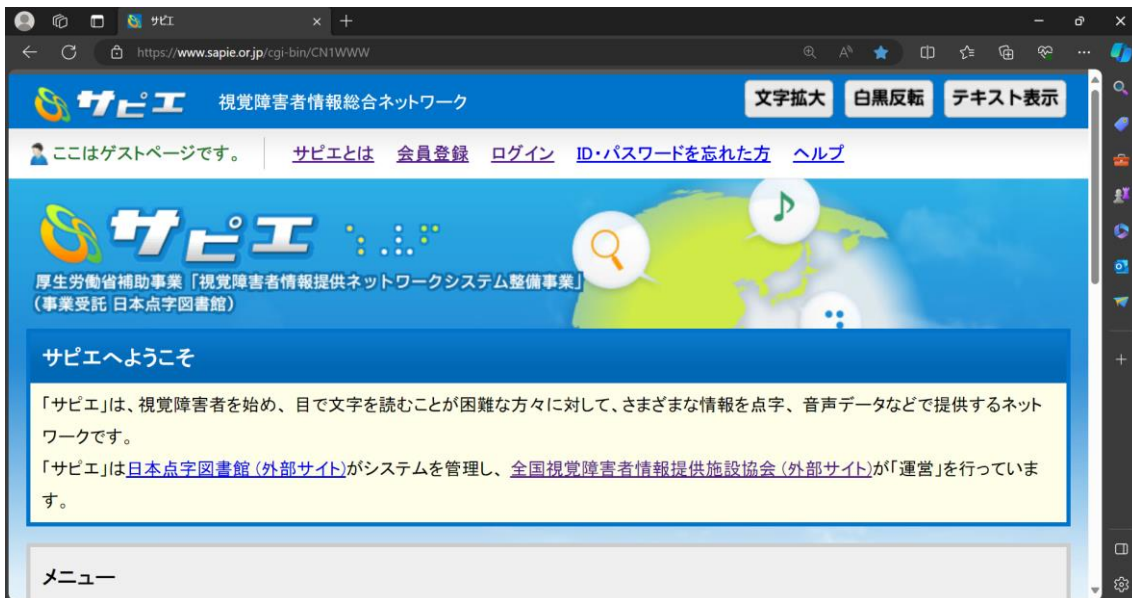 サピエ
https://www.sapie.or.jp/cgi-bin/CN1WWW
サピエ 視覚障害者情報総合ネットワーク 文字拡大 白黒反転 テキスト表示
ここはゲストページです。 サピエとは 会員登録 ログイン ID・パスワードを忘れた方 ヘルプ
サピエ
厚生労働省補助事業「視覚障害者情報提供ネットワークシステム整備事業」
(事業受託 日本点字図書館)
サピエへようこそ
「サピエ」は、視覚障害者を始め、目で文字を読むことが困難な方々に対して、さまざまな情報を点字、音声データなどで提供するネット
ワークです。
「サピエ」は日本点字図書館(外部サイト)がシステムを管理し、全国視覚障害者情報提供施設協会(外部サイト)が「運営」を行っていま
す。
メニュー